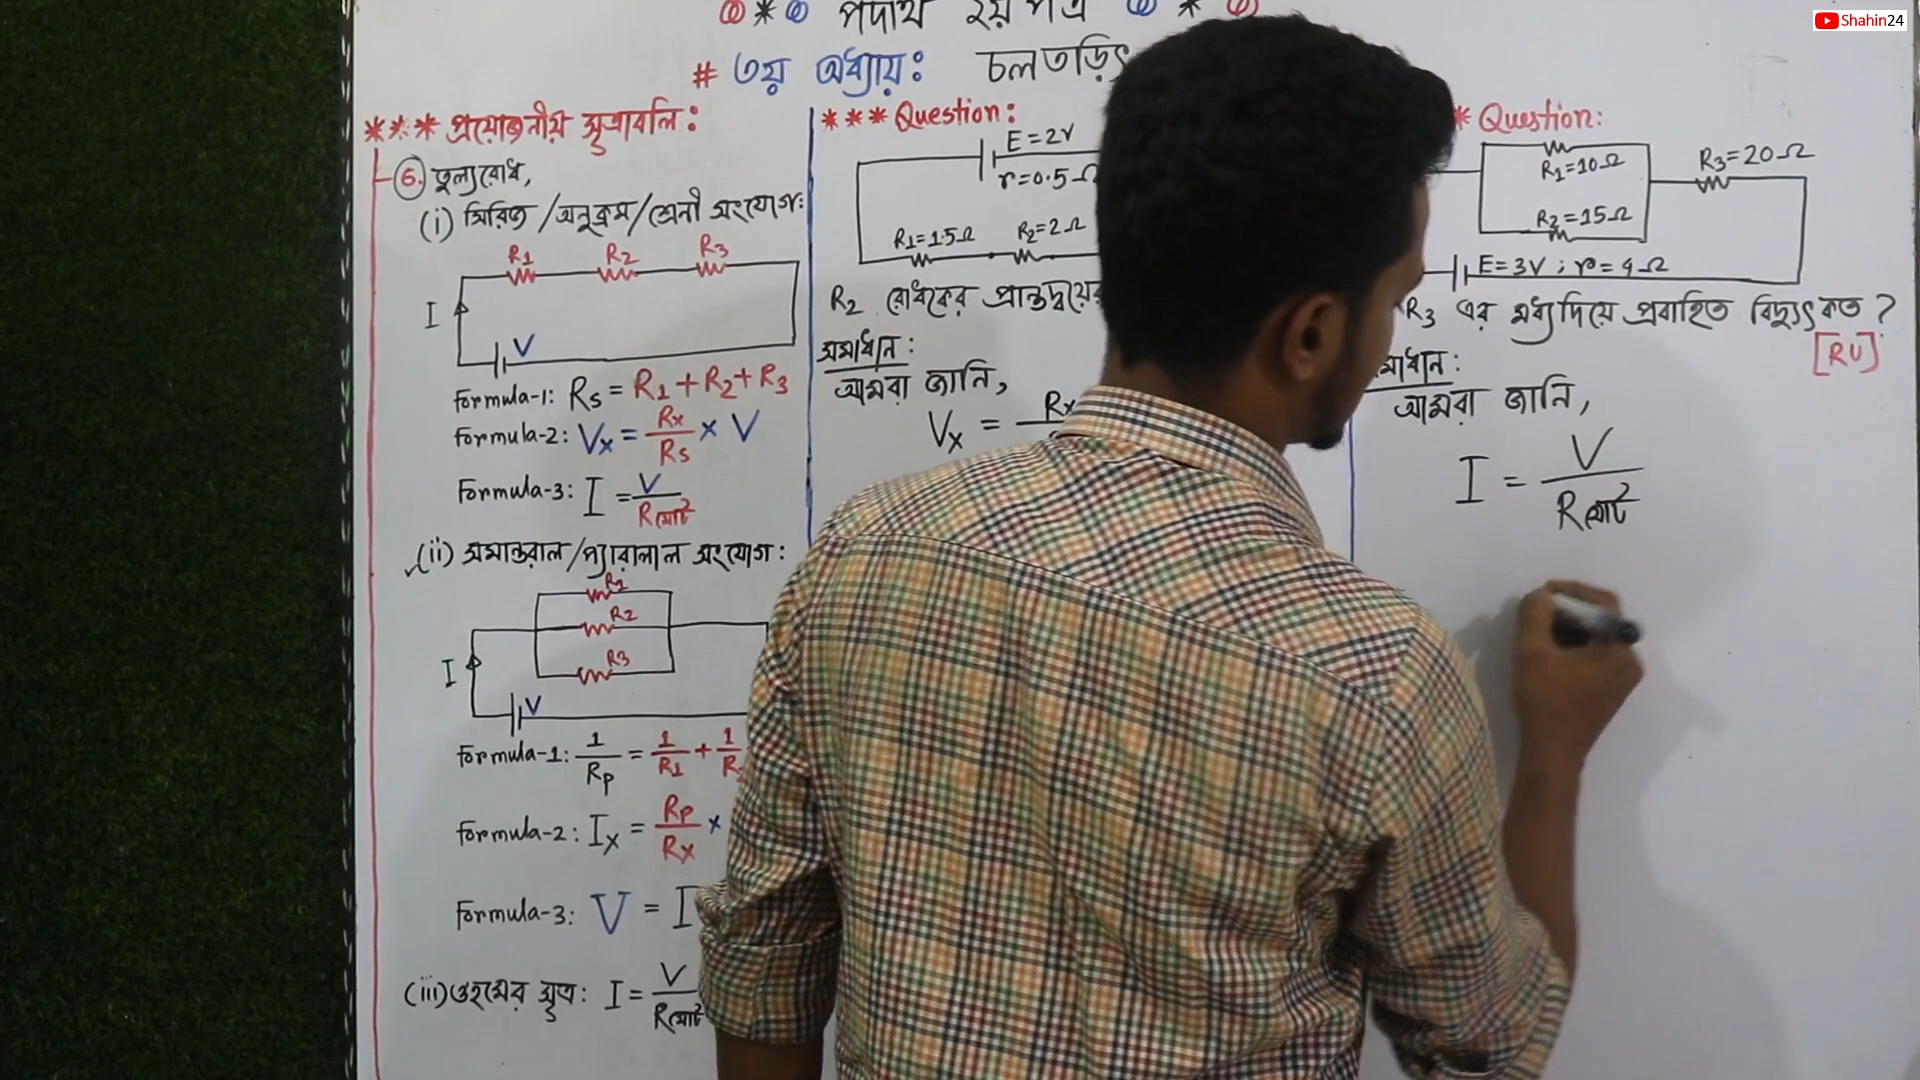 Shahin24
পদার্থ ২য় পত্র
# ৩য় অধ্যায়: চলতড়িৎ
*** প্রয়োজনীয় সূত্রাবলি:
6. তুল্যরোধ,
(i) সিরিজ/অনুক্রম/শ্রেনী সংযোগ:
R1 R2 R3
I
V
Formula-1: Rs = R1 + R2 + R3
Formula-2: Vx = Rx/Rs × V
Formula-3: I = V/Rমোট
(ii) সমান্তরাল/প্যারালাল সংযোগ:
R1
R2
R3
I
V
Formula-1: 1/Rp = 1/R1 + 1/R
Formula-2: Ix = Rp/Rx ×
Formula-3: V = I
(iii) ওহমের সূত্র: I = V/Rমোট
*** Question:
E = 2V
r = 0.5Ω
R1 = 1.5Ω R2 = 2Ω
R2 রোধকের প্রান্তদ্বয়ের
সমাধান:
আমরা জানি,
Vx =
* Question:
R1 = 10Ω
R3 = 20Ω
R2 = 15Ω
E = 3V ; r = 4Ω
R3 এর মধ্যদিয়ে প্রবাহিত বিদ্যুৎ কত?
[RU]
মাধান:
আমরা জানি,
I = V/Rমোট